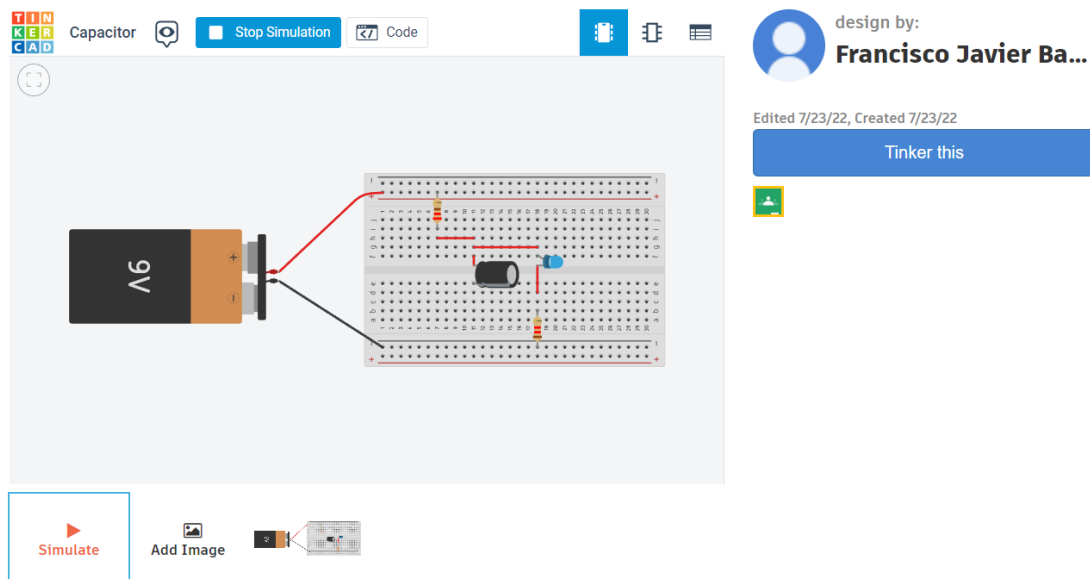 TIN
KER
CAD
Capacitor
Stop Simulation
Code
design by:
Francisco Javier Ba...
Edited 7/23/22, Created 7/23/22
Tinker this
9V
+
−
Simulate
Add Image